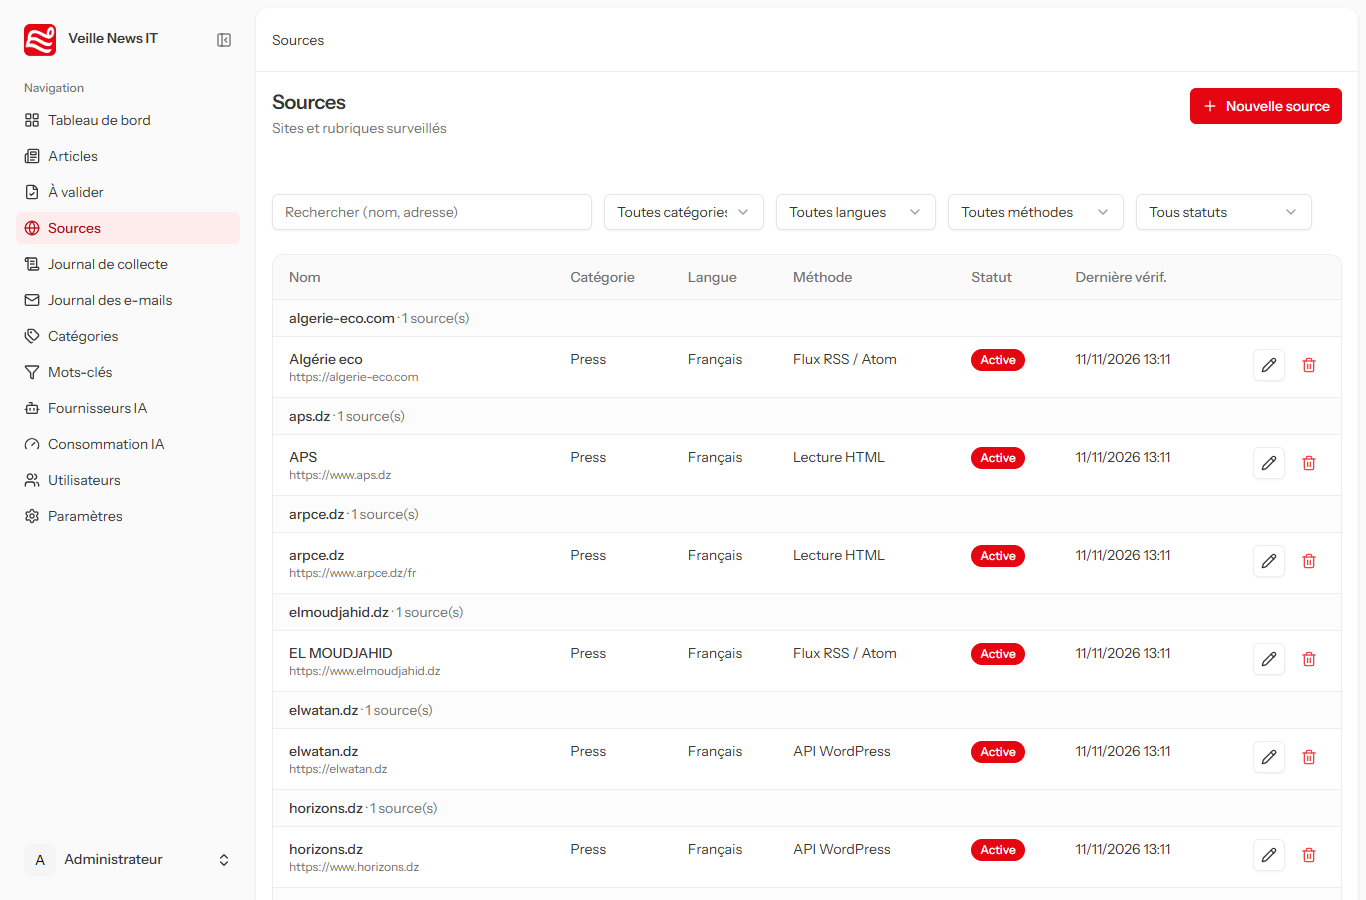 Veille News IT
Navigation
Tableau de bord
Articles
À valider
Sources
Journal de collecte
Journal des e-mails
Catégories
Mots-clés
Fournisseurs IA
Consommation IA
Utilisateurs
Paramètres
A Administrateur
Sources
Sources
Sites et rubriques surveillés
+ Nouvelle source
Rechercher (nom, adresse) Toutes catégories Toutes langues Toutes méthodes Tous statuts
Nom Catégorie Langue Méthode Statut Dernière vérif.
algerie-eco.com · 1 source(s)
Algérie eco Press Français Flux RSS / Atom Active 11/11/2026 13:11
https://algerie-eco.com
aps.dz · 1 source(s)
APS Press Français Lecture HTML Active 11/11/2026 13:11
https://www.aps.dz
arpce.dz · 1 source(s)
arpce.dz Press Français Lecture HTML Active 11/11/2026 13:11
https://www.arpce.dz/fr
elmoudjahid.dz · 1 source(s)
EL MOUDJAHID Press Français Flux RSS / Atom Active 11/11/2026 13:11
https://www.elmoudjahid.dz
elwatan.dz · 1 source(s)
elwatan.dz Press Français API WordPress Active 11/11/2026 13:11
https://elwatan.dz
horizons.dz · 1 source(s)
horizons.dz Press Français API WordPress Active 11/11/2026 13:11
https://www.horizons.dz